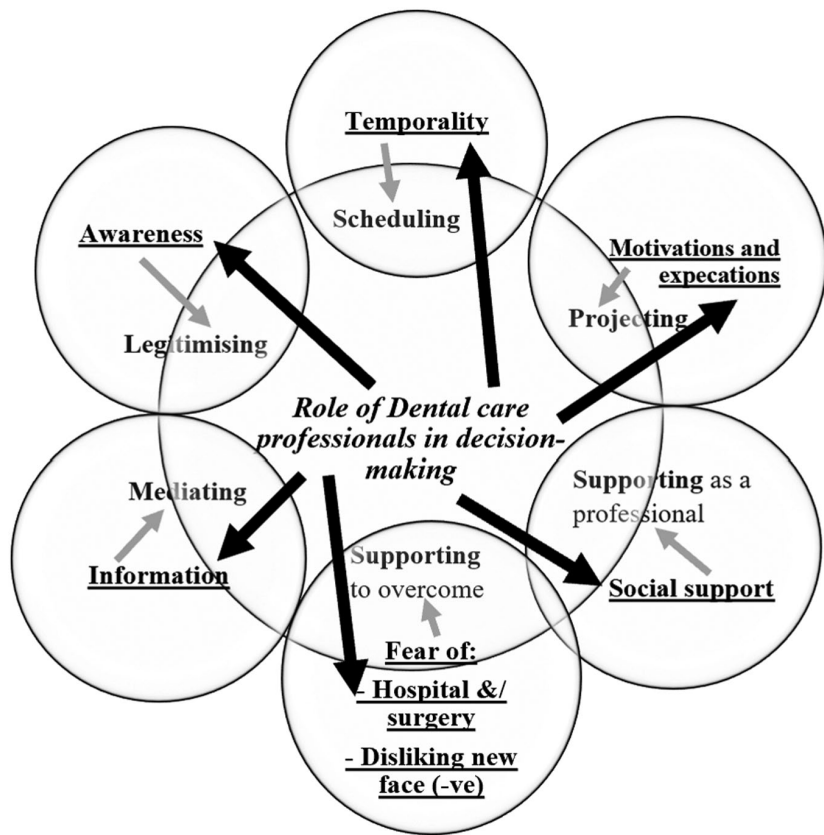 Temporality
Scheduling
Awareness
Legitimising
Motivations and
expecations
Projecting
Role of Dental care
professionals in decision-
making
Mediating
Information
Supporting as a
professional
Social support
Supporting
to overcome
Fear of:
- Hospital &/
surgery
- Disliking new
face (-ve)